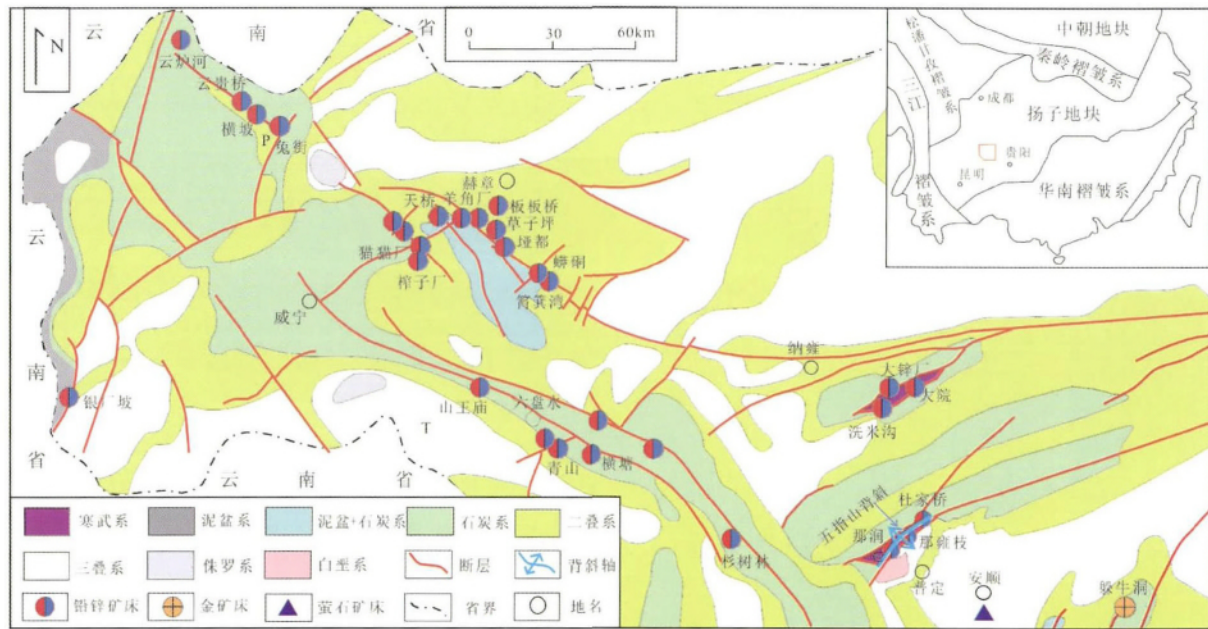 云 南 省
N
0 30 60km
云炉河
云贵桥
横坡
P
兔街
赫章
天桥
羊角厂
板板桥
草子坪
垭都
猫猫厂
榨子厂
蟒硐
筲箕湾
云
南
省
威宁
银厂坡
山王庙
六盘水
T
青山
横塘
云 南 省
纳雍
大锌厂
大院
洗米沟
五指山背斜
杜家桥
那润
那雍枝
普定
安顺
躲牛洞
杉树林
松潘甘孜褶皱系
中朝地块
秦岭褶皱系
三江
褶皱系
成都
扬子地块
贵阳
昆明
华南褶皱系
寒武系
泥盆系
泥盆+石炭系
石炭系
二叠系
三叠系
侏罗系
白垩系
断层
背斜轴
铅锌矿床
金矿床
萤石矿床
省界
地名